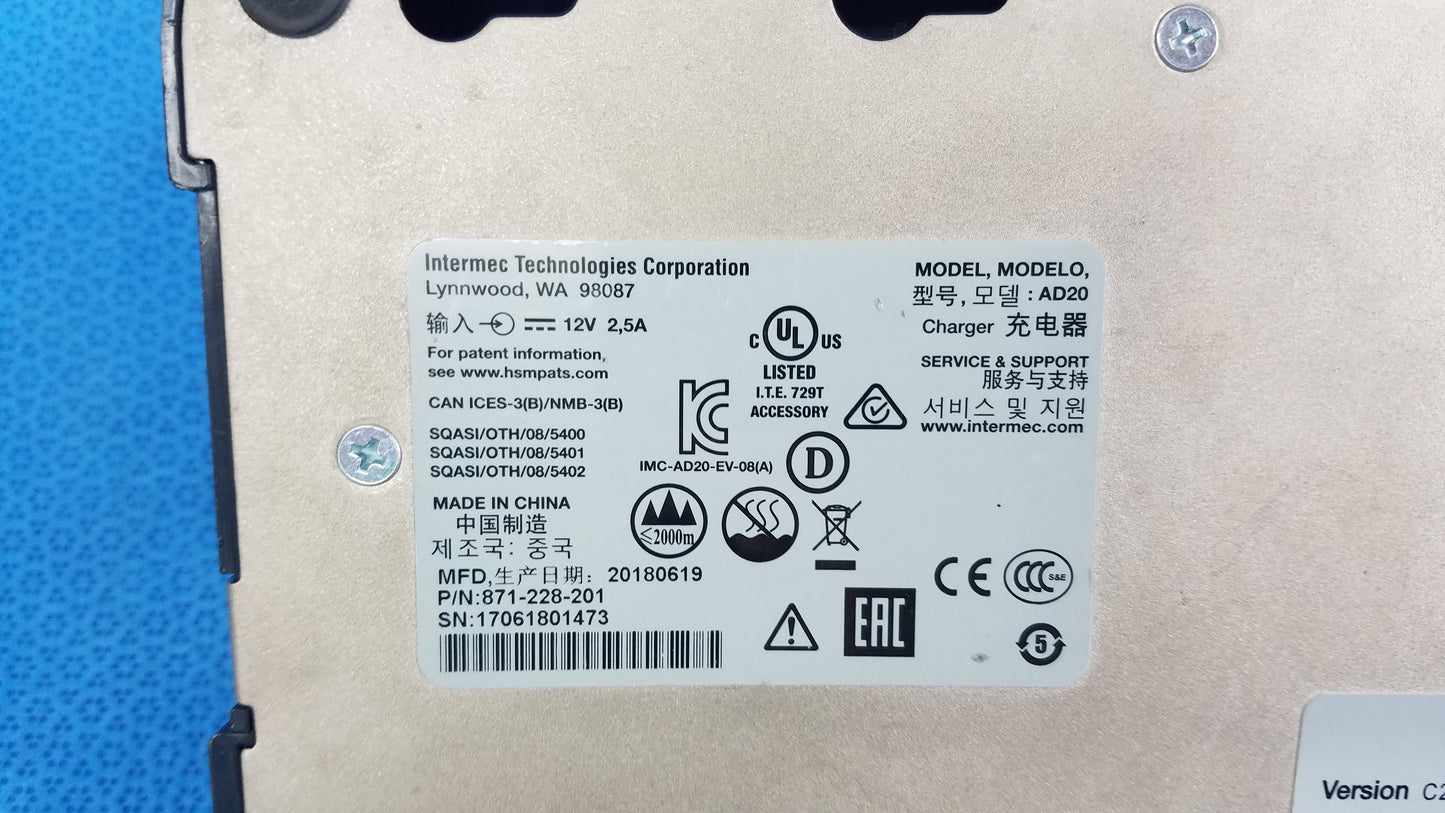 Intermec Technologies Corporation
Lynnwood, WA 98087
输入 12V 2,5A
For patent information,
see www.hsmpats.com
CAN ICES-3(B)/NMB-3(B)
SQASI/OTH/08/5400
SQASI/OTH/08/5401
SQASI/OTH/08/5402
MADE IN CHINA
中国制造
제조국: 중국
MFD,生产日期: 20180619
P/N:871-228-201
SN:17061801473
C UL US
LISTED
I.T.E. 729T
ACCESSORY
KC
IMC-AD20-EV-08(A)
D
≤2000m
MODEL, MODELO,
型号, 모델 : AD20
Charger 充电器
SERVICE & SUPPORT
服务与支持
서비스 및 지원
www.intermec.com
CE
CCC S&E
EAC
5
Version